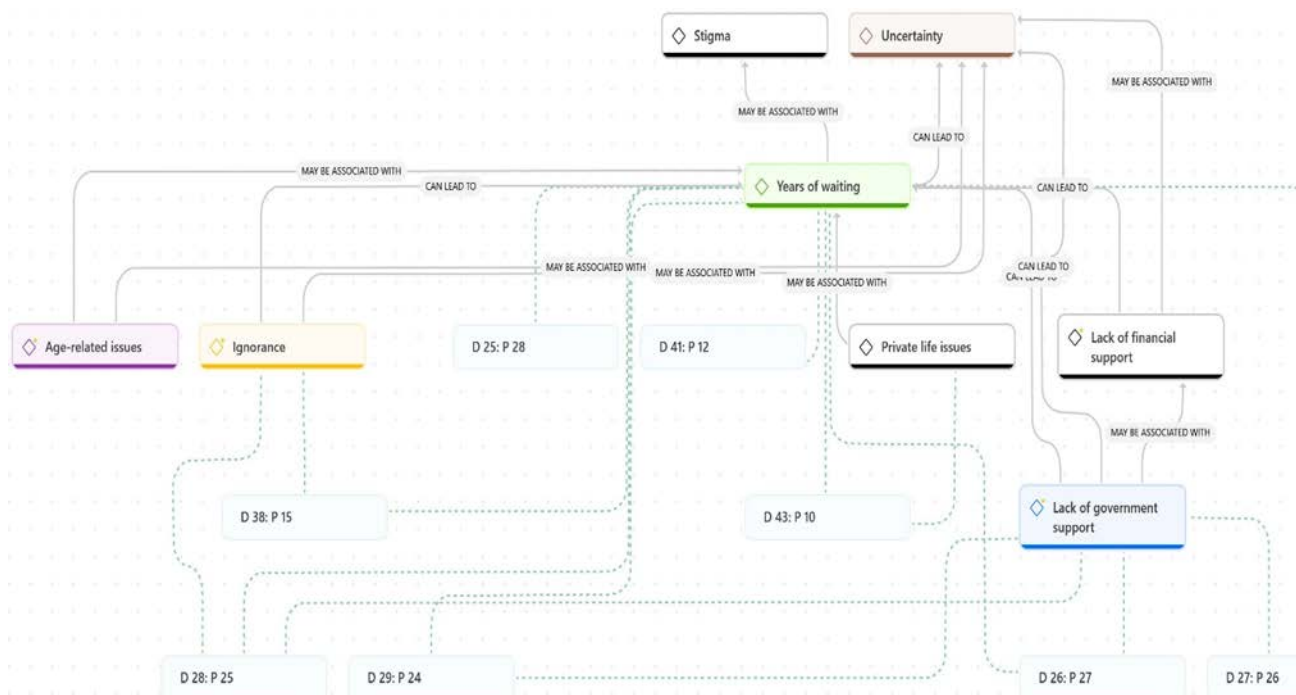 Stigma
Uncertainty
MAY BE ASSOCIATED WITH
MAY BE ASSOCIATED WITH
CAN LEAD TO
MAY BE ASSOCIATED WITH
CAN LEAD TO
Years of waiting
CAN LEAD TO
MAY BE ASSOCIATED WITH
MAY BE ASSOCIATED WITH
MAY BE ASSOCIATED WITH
CAN LEAD TO
CAN LEAD TO
Age-related issues
Ignorance
D 25: P 28
D 41: P 12
Private life issues
Lack of financial
support
MAY BE ASSOCIATED WITH
D 38: P 15
D 43: P 10
Lack of government
support
D 28: P 25
D 29: P 24
D 26: P 27
D 27: P 26